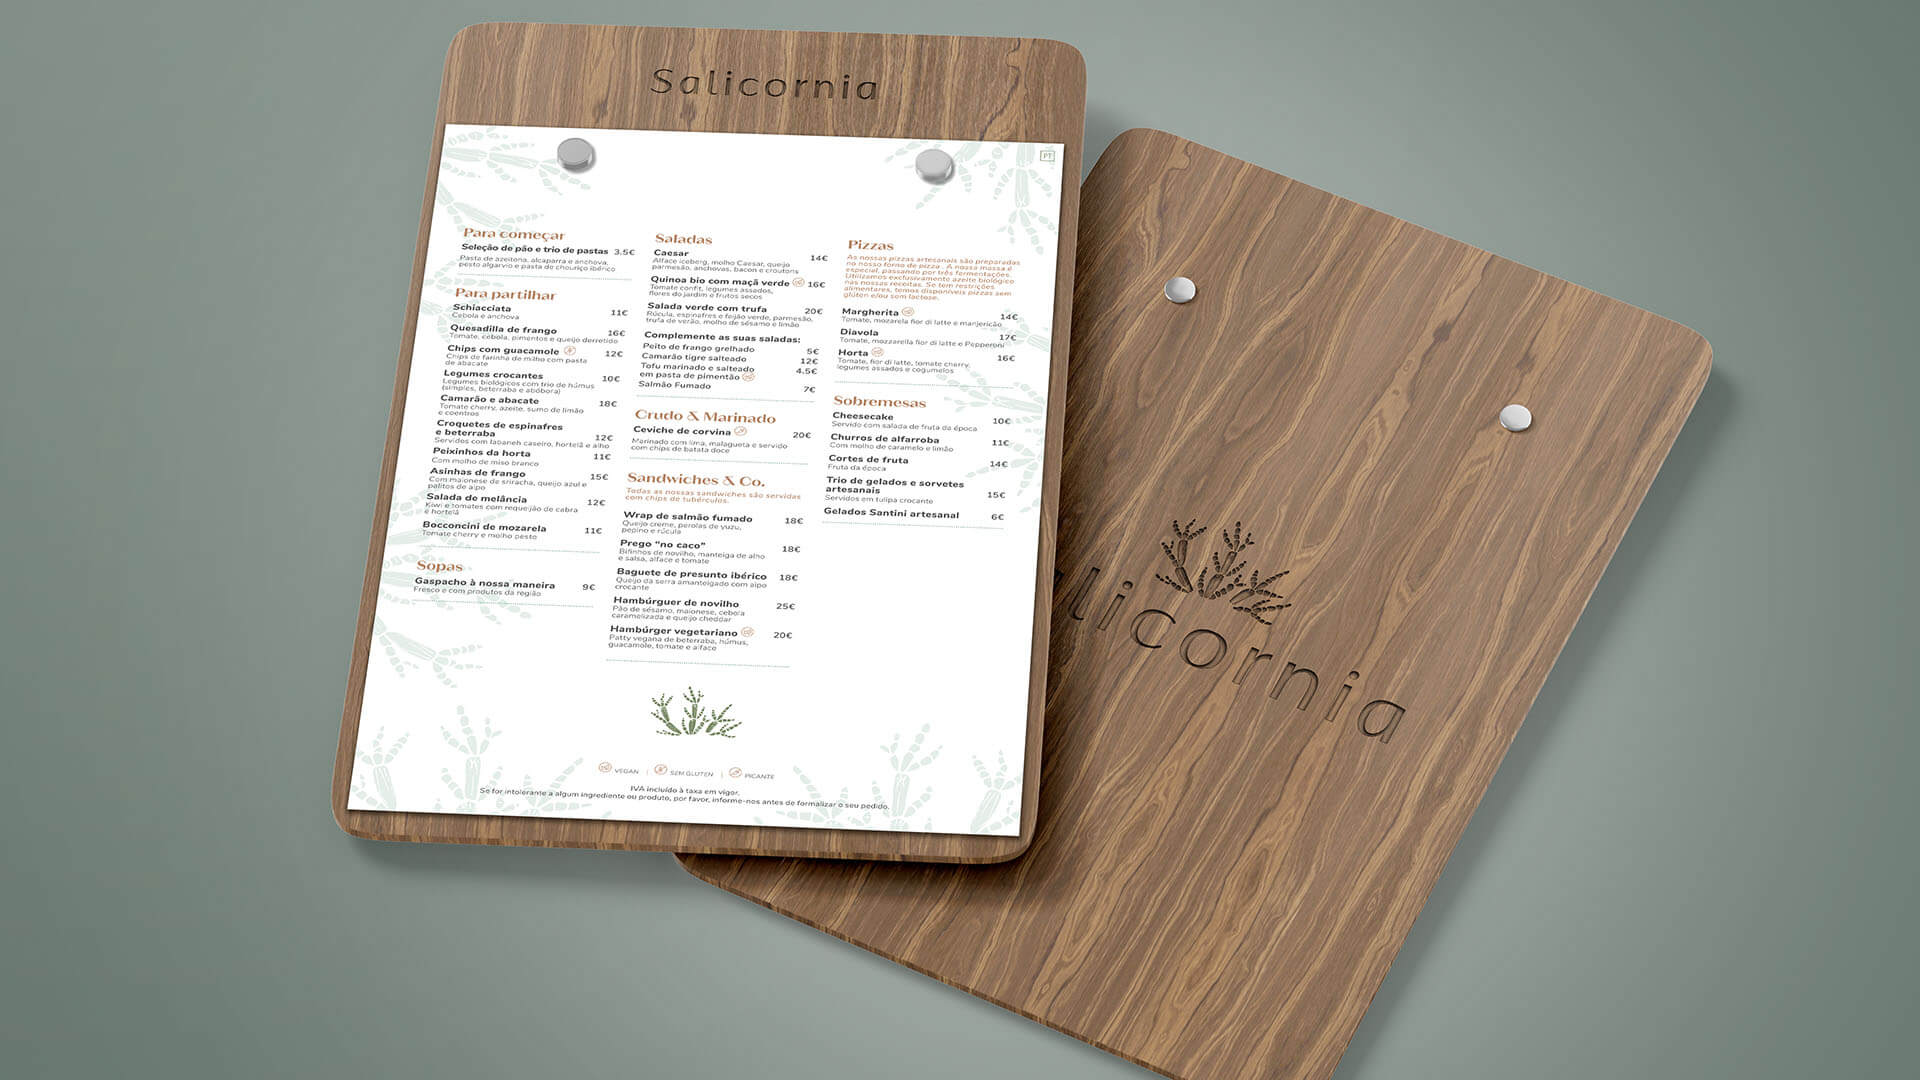 Salicornia
PT
Para começar
Seleção de pão e trio de pastas 3.5€
Pasta de azeitona, alcaparra e anchova,
pesto algarvio e pasta de chouriço ibérico
Para partilhar
Schiacciata 11€
Cebola e anchova
Quesadilla de frango 16€
Tomate, cebola, pimentos e queijo derretido
Chips com guacamole 12€
Chips de farinha de milho com pasta
de abacate
Legumes crocantes 10€
Legumes biológicos com trio de húmus
(simples, beterraba e abóbora)
Camarão e abacate 18€
Tomate cherry, azeite, sumo de limão
e coentros
Croquetes de espinafres
e beterraba 12€
Servidos com labaneh caseiro, hortelã e alho
Peixinhos da horta 11€
Com molho de miso branco
Asinhas de frango 15€
Com maionese de sriracha, queijo azul e
palitos de aipo
Salada de melância 12€
Kiwi e tomates com requeijão de cabra
e hortelã
Bocconcini de mozarela 11€
Tomate cherry e molho pesto
Sopas
Gaspacho à nossa maneira 9€
Fresco e com produtos da região
Saladas
Caesar 14€
Alface iceberg, molho Caesar, queijo
parmesão, anchovas, bacon e croutons
Quinoa bio com maçã verde 16€
Tomate confit, legumes assados,
flores do jardim e frutos secos
Salada verde com trufa 20€
Rúcula, espinafres e feijão verde, parmesão,
trufa de verão, molho de sésamo e limão
Complemente as suas saladas:
Peito de frango grelhado 5€
Camarão tigre salteado 12€
Tofu marinado e salteado 4.5€
em pasta de pimentão
Salmão Fumado 7€
Crudo & Marinado
Ceviche de corvina 20€
Marinado com lima, malagueta e servido
com chips de batata doce
Sandwiches & Co.
Todas as nossas sandwiches são servidas
com chips de tubérculos.
Wrap de salmão fumado 18€
Queijo creme, perolas de yuzu,
pepino e rúcula
Prego “no caco” 18€
Bifinhos de novilho, manteiga de alho
e salsa, alface e tomate
Baguete de presunto ibérico 18€
Queijo da serra amanteigado com aipo
crocante
Hambúrguer de novilho 25€
Pão de sésamo, maionese, cebola
caramelizada e queijo cheddar
Hambúrger vegetariano 20€
Patty vegana de beterraba, húmus,
guacamole, tomate e alface
Pizzas
As nossas pizzas artesanais são preparadas
no nosso forno de pizza. A nossa massa é
especial, passando por três fermentações.
Utilizamos exclusivamente azeite biológico
nas nossas receitas. Se tem restrições
alimentares, temos disponíveis pizzas sem
glúten e/ou sem lactose.
Margherita 14€
Tomate, mozarela fior di latte e manjericão
Diavola 17€
Tomate, mozzarella fior di latte e Pepperoni
Horta 16€
Tomate, fior di latte, tomate cherry,
legumes assados e cogumelos
Sobremesas
Cheesecake 10€
Servido com salada de fruta da época
Churros de alfarroba 11€
Com molho de caramelo e limão
Cortes de fruta 14€
Fruta da época
Trio de gelados e sorvetes
artesanais 15€
Servidos em tulipa crocante
Gelados Santini artesanal 6€
VEGAN | SEM GLUTEN | PICANTE
IVA incluído à taxa em vigor.
Se for intolerante a algum ingrediente ou produto, por favor, informe-nos antes de formalizar o seu pedido.
alicornia